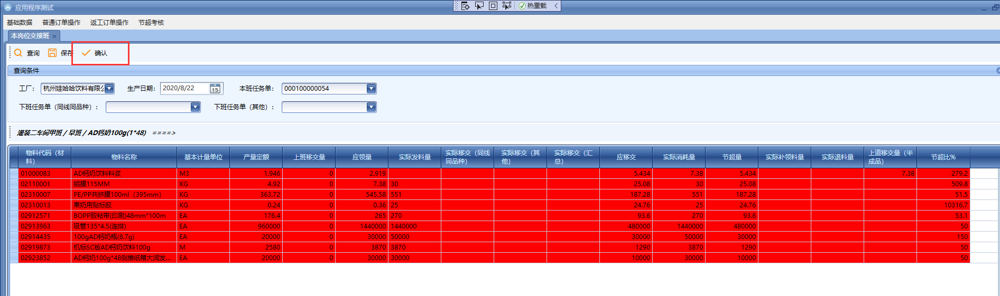 应用程序测试
热重载
基础数据 普通订单操作 返工订单操作 节超考核
本岗位交接班
查询 保存 确认
查询条件
工厂： 杭州娃哈哈饮料有限公 生产日期： 2020/8/22 15 本班任务单： 000100000054
下班任务单（同线同品种）： 下班任务单（其他）：
灌装二车间甲班 / 早班 / AD钙奶100g(1*48) ====>
物料代码（材料） 物料名称 基本计量单位 产量定额 上班移交量 应领量 实际发料量 实际移交（同线同品种） 实际移交（其他） 实际移交（汇总） 应移交 实际消耗量 节超量 实际补领料量 实际退料量 上道移交量（半成品） 节超比%
01000083 AD钙奶饮料料浆 M3 1.946 0 2.919 5.434 7.38 5.434 7.38 279.2
02110001 铝膜115MM KG 4.92 0 7.38 30 25.08 30 25.08 509.8
02310007 PE/PP共挤膜100ml（395mm） KG 363.72 0 545.58 551 187.28 551 187.28 51.5
02310013 果奶用贴标胶 KG 0.24 0 0.36 25 24.76 25 24.76 10316.7
02912571 BOPP胶粘带(印刷)48mm*100m EA 176.4 0 265 270 93.6 270 93.6 53.1
02913963 吸管135*4.5(连排) EA 960000 0 1440000 1440000 480000 1440000 480000 50
02914435 100gAD钙奶瓶(8.7g) EA 20000 0 30000 50000 30000 50000 30000 150
02919873 机标SC版AD钙奶饮料100g M 2580 0 3870 3870 1290 3870 1290 50
02923852 AD钙奶100g*48侧推纸箱大润发... EA 20000 0 30000 30000 10000 30000 10000 50